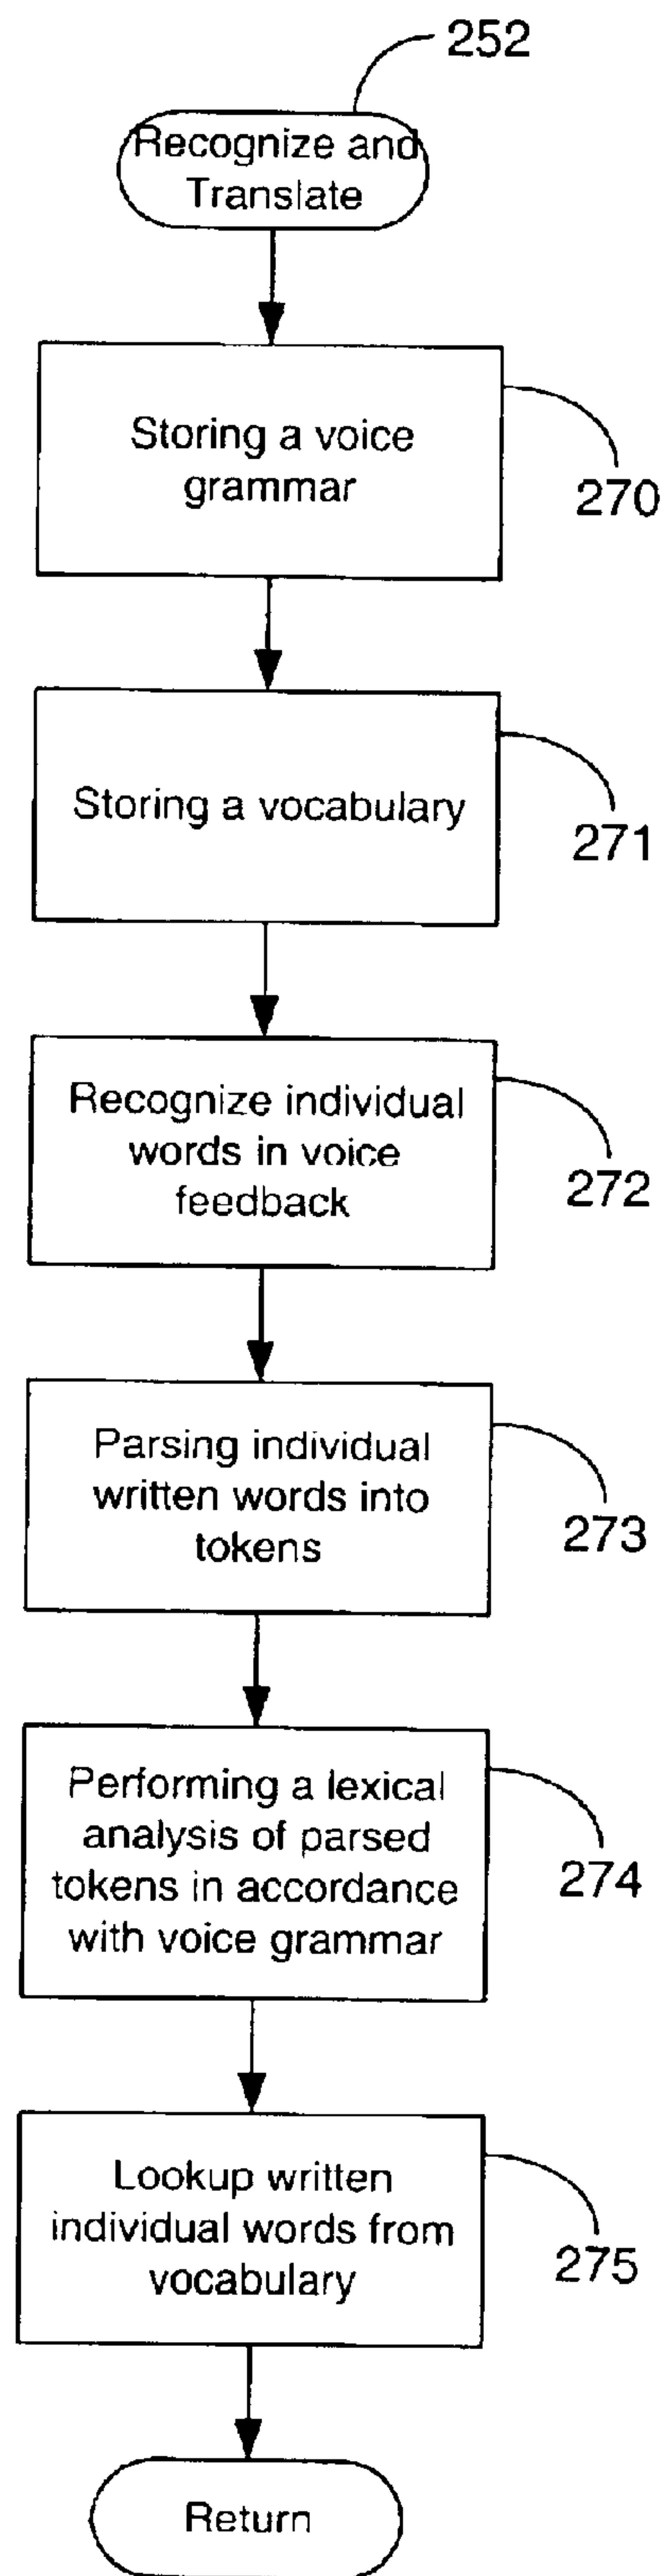 252
Recognize and
Translate
Storing a voice
grammar
270
Storing a vocabulary
271
Recognize individual
words in voice
feedback
272
Parsing individual
written words into
tokens
273
Performing a lexical
analysis of parsed
tokens in accordance
with voice grammar
274
Lookup written
individual words from
vocabulary
275
Return